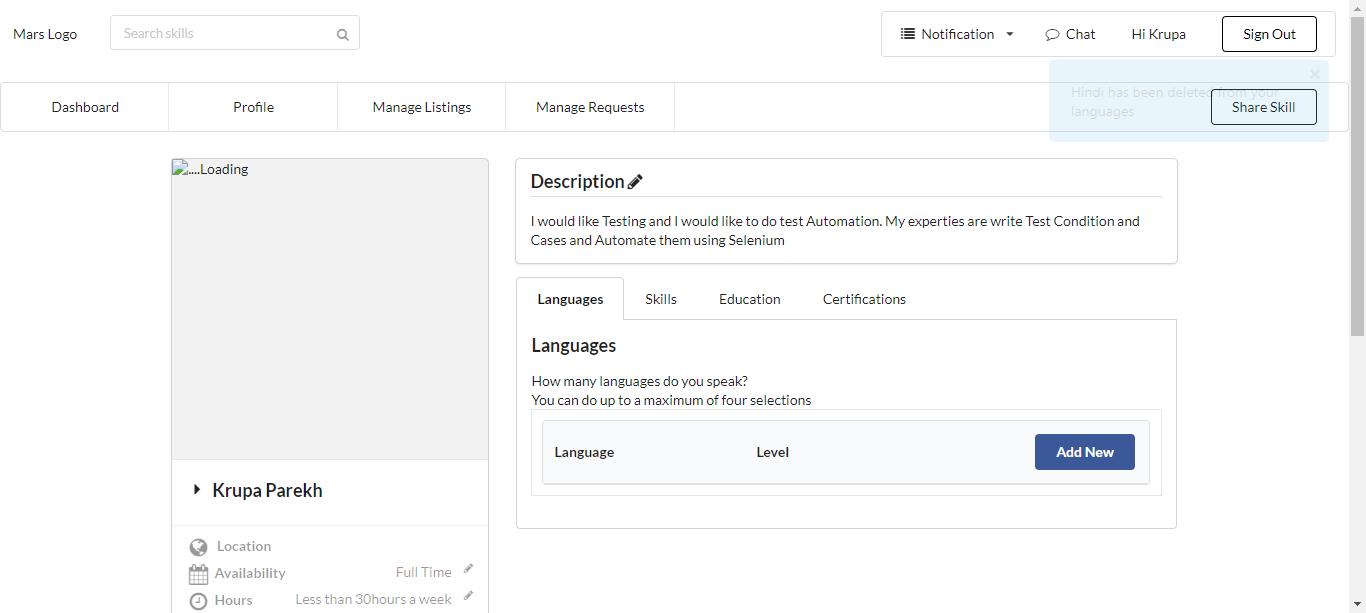 Mars Logo
Search skills
Notification
Chat
Hi Krupa
Sign Out
Hindi has been deleted from your
languages
Dashboard
Profile
Manage Listings
Manage Requests
Share Skill
....Loading
Description
I would like Testing and I would like to do test Automation. My experties are write Test Condition and
Cases and Automate them using Selenium
Languages
Skills
Education
Certifications
Languages
How many languages do you speak?
You can do up to a maximum of four selections
Language
Level
Add New
Krupa Parekh
Location
Availability
Full Time
Hours
Less than 30hours a week